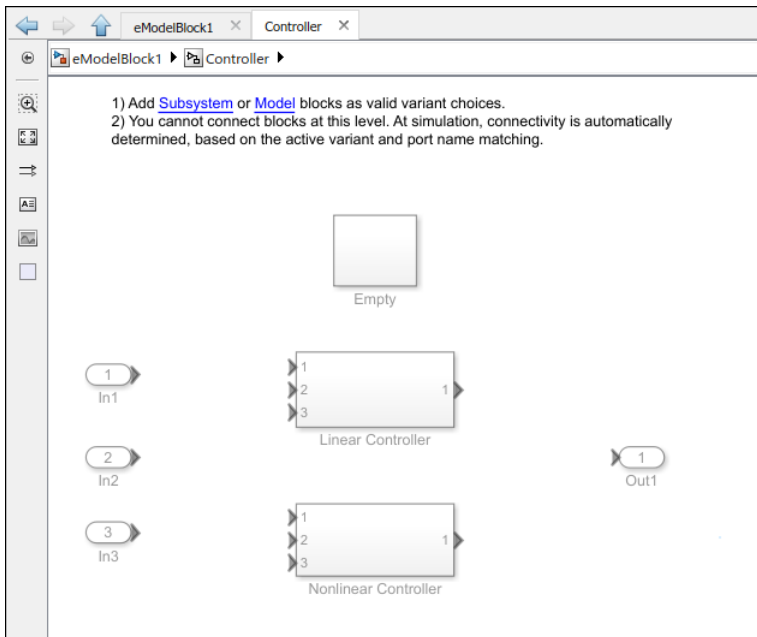 eModelBlock1 Controller
eModelBlock1 Controller
1) Add Subsystem or Model blocks as valid variant choices.
2) You cannot connect blocks at this level. At simulation, connectivity is automatically
determined, based on the active variant and port name matching.
Empty
1
In1
2
In2
3
In3
1
2
3
1
Linear Controller
1
2
3
1
Nonlinear Controller
1
Out1